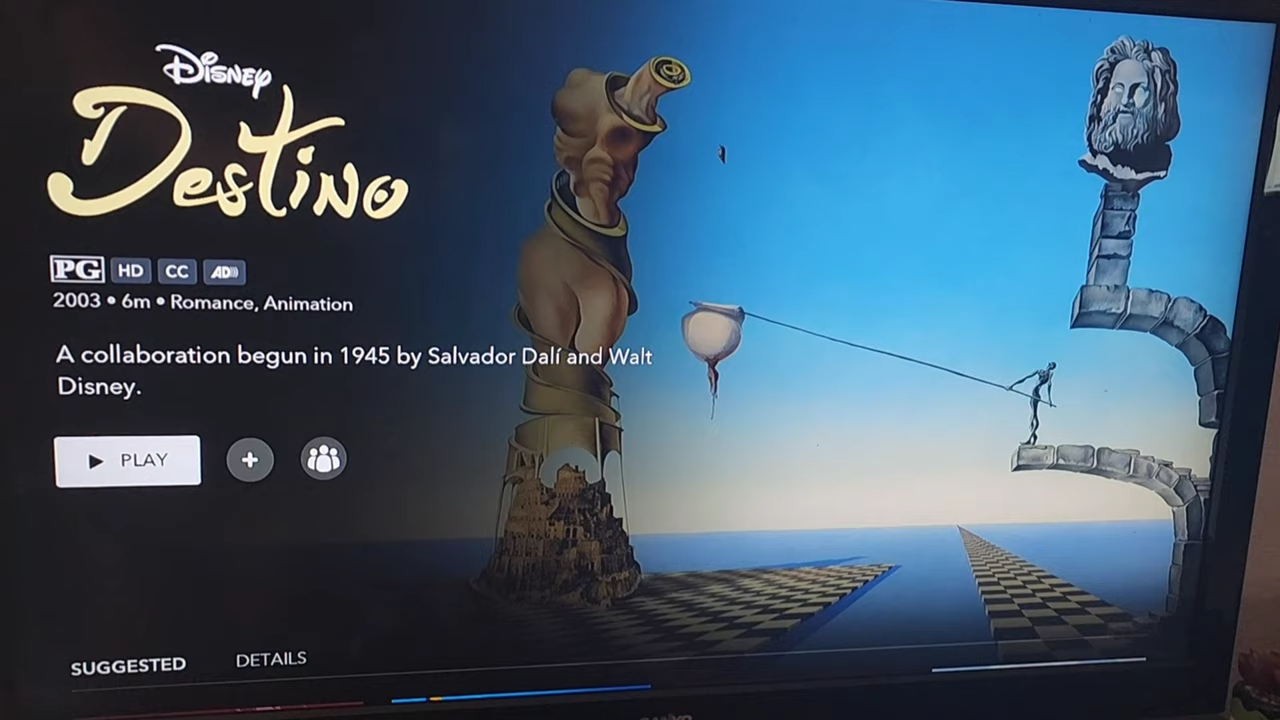 Disney
Destino
PG HD CC AD
2003 • 6m • Romance, Animation
A collaboration begun in 1945 by Salvador Dalí and Walt
Disney.
PLAY
SUGGESTED DETAILS